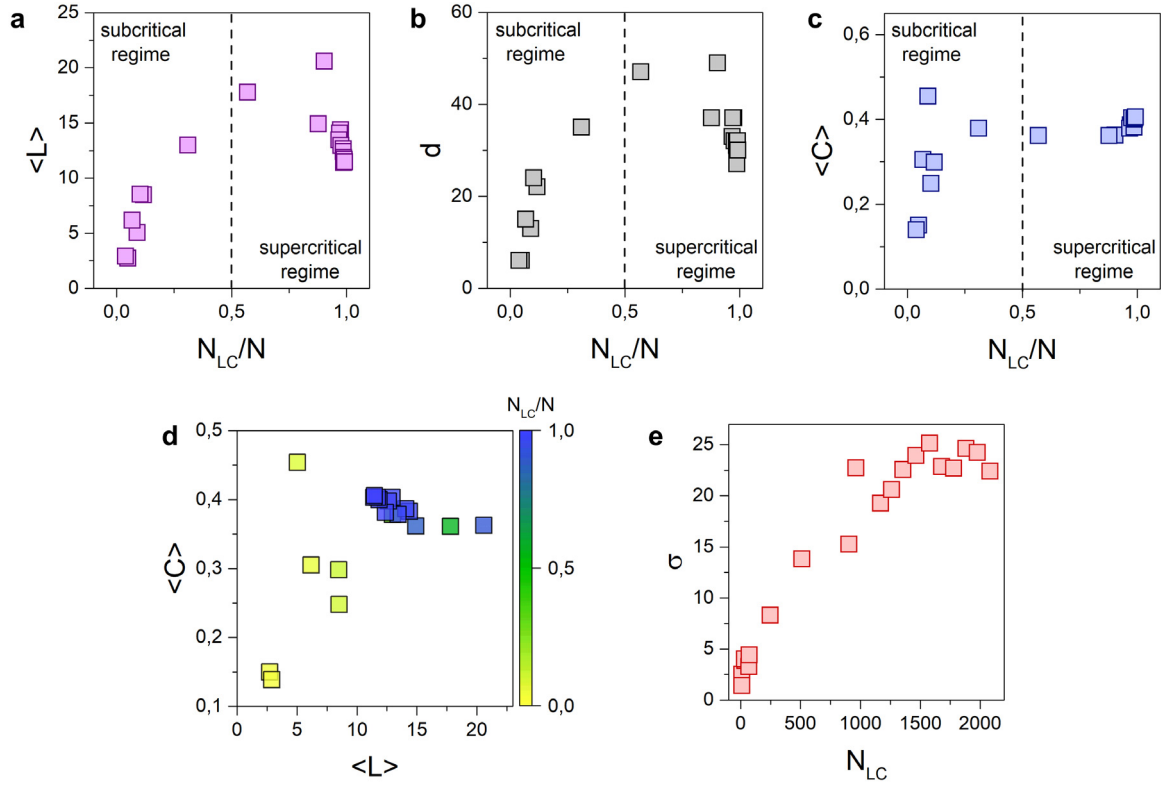 a
subcritical
regime
supercritical
regime
25
20
15
10
5
0
0,0
0,5
1,0
<L>
N_LC/N
b
subcritical
regime
supercritical
regime
60
40
20
0
0,0
0,5
1,0
d
N_LC/N
c
subcritical
regime
supercritical
regime
0,6
0,4
0,2
0,0
0,0
0,5
1,0
<C>
N_LC/N
d
N_LC/N
1,0
0,5
0,0
0,5
0,4
0,3
0,2
0,1
0
5
10
15
20
<C>
<L>
e
25
20
15
10
5
0
0
500
1000
1500
2000
σ
N_LC